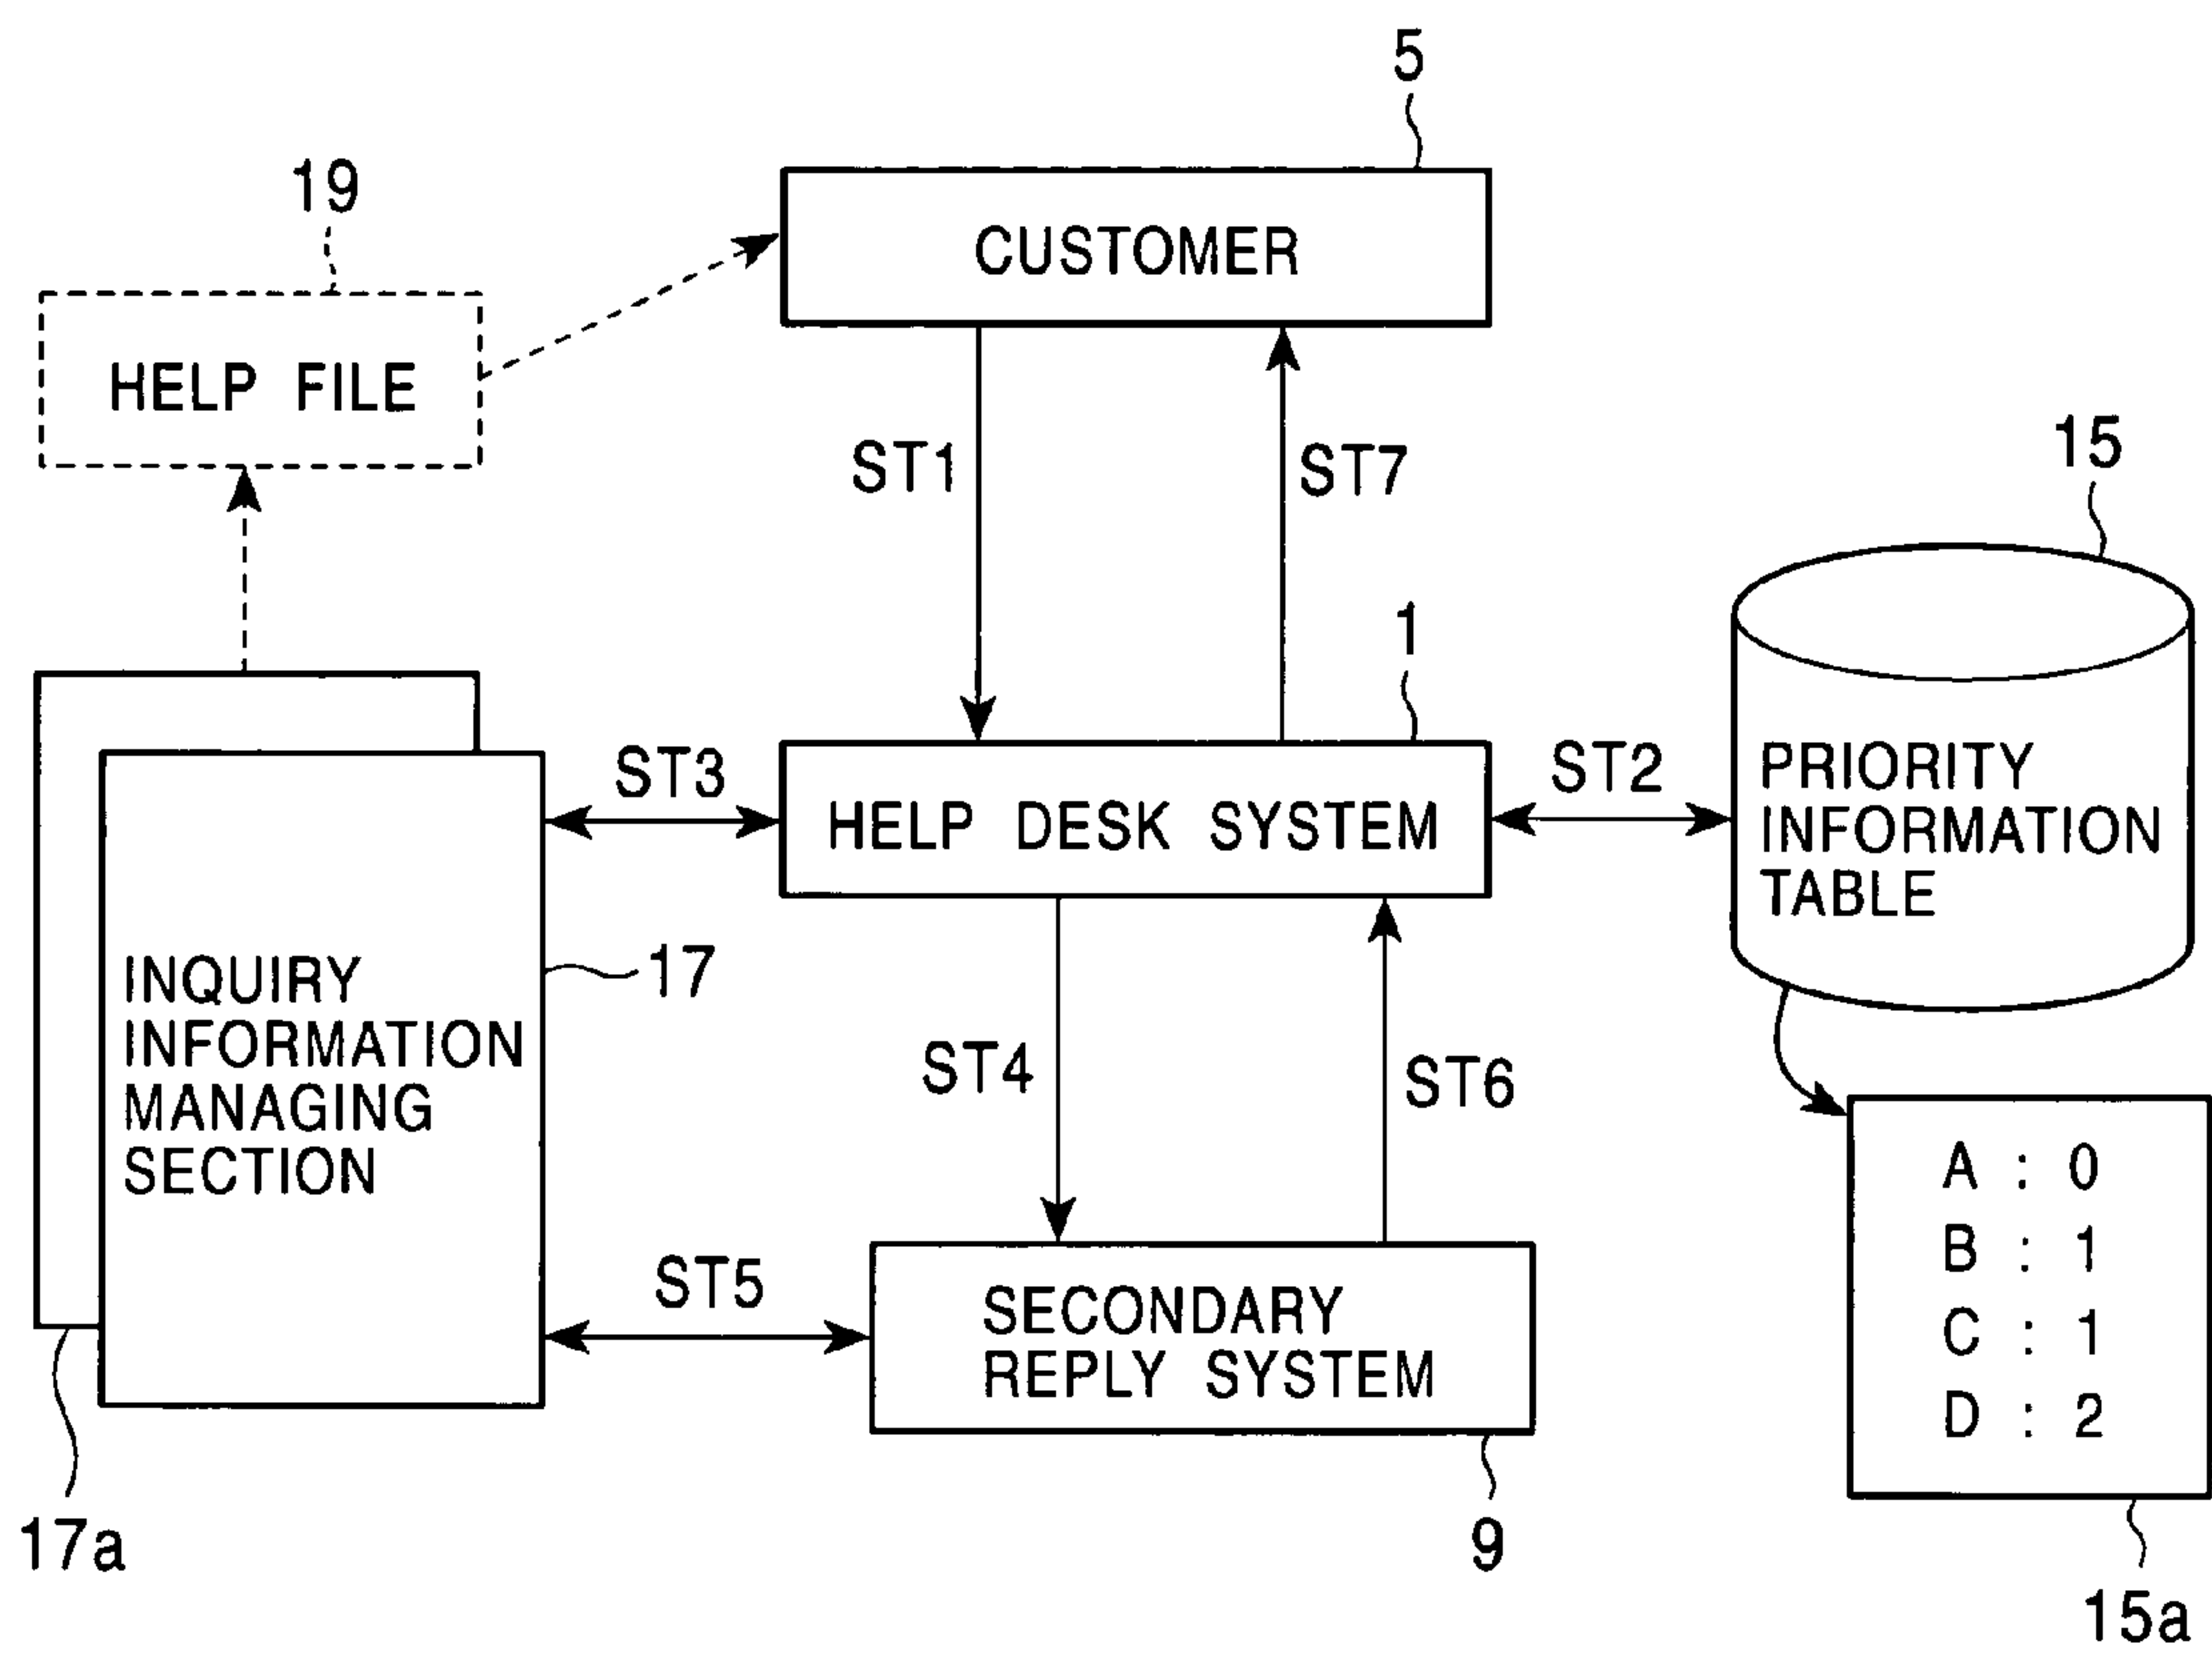 5
CUSTOMER
19
HELP FILE
ST1
ST7
15
1
ST3
HELP DESK SYSTEM
ST2
PRIORITY
INFORMATION
TABLE
INQUIRY
INFORMATION
MANAGING
SECTION
17
ST4
ST6
ST5
SECONDARY
REPLY SYSTEM
A : 0
B : 1
C : 1
D : 2
17a
9
15a